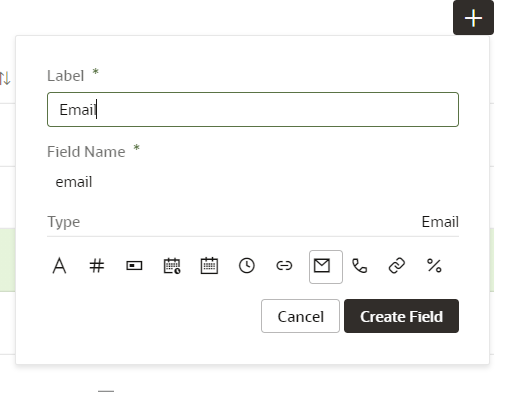 Label *
Email
Field Name *
email
Type Email
Cancel Create Field